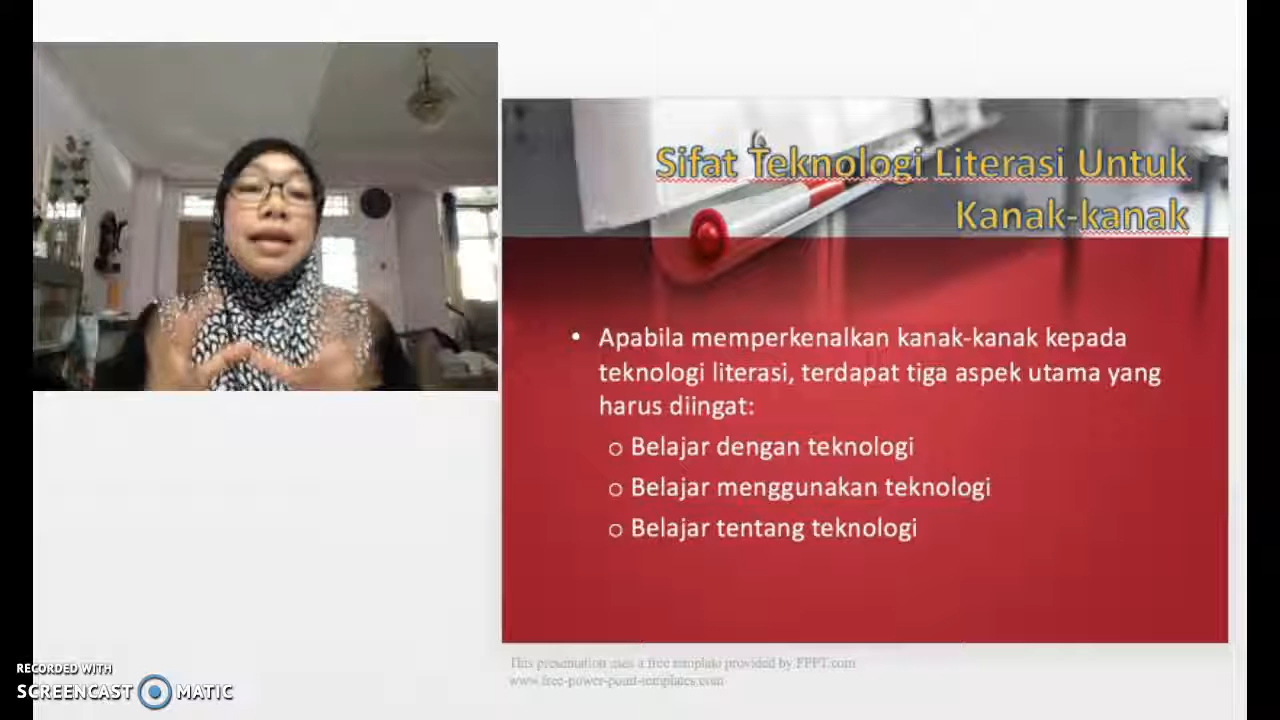 Sifat Teknologi Literasi Untuk
Kanak-kanak
• Apabila memperkenalkan kanak-kanak kepada
teknologi literasi, terdapat tiga aspek utama yang
harus diingat:
o Belajar dengan teknologi
o Belajar menggunakan teknologi
o Belajar tentang teknologi
This presentation uses a free template provided by FPPT.com
www.free-power-point-templates.com
RECORDED WITH
SCREENCAST MATIC